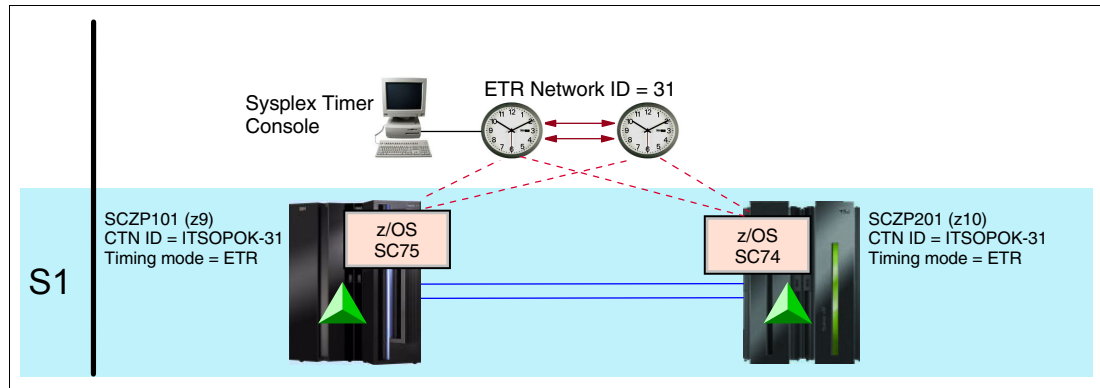 ETR Network ID = 31
Sysplex Timer
Console
SCZP101 (z9)
CTN ID = ITSOPOK-31
Timing mode = ETR
z/OS
SC75
z/OS
SC74
SCZP201 (z10)
CTN ID = ITSOPOK-31
Timing mode = ETR
S1